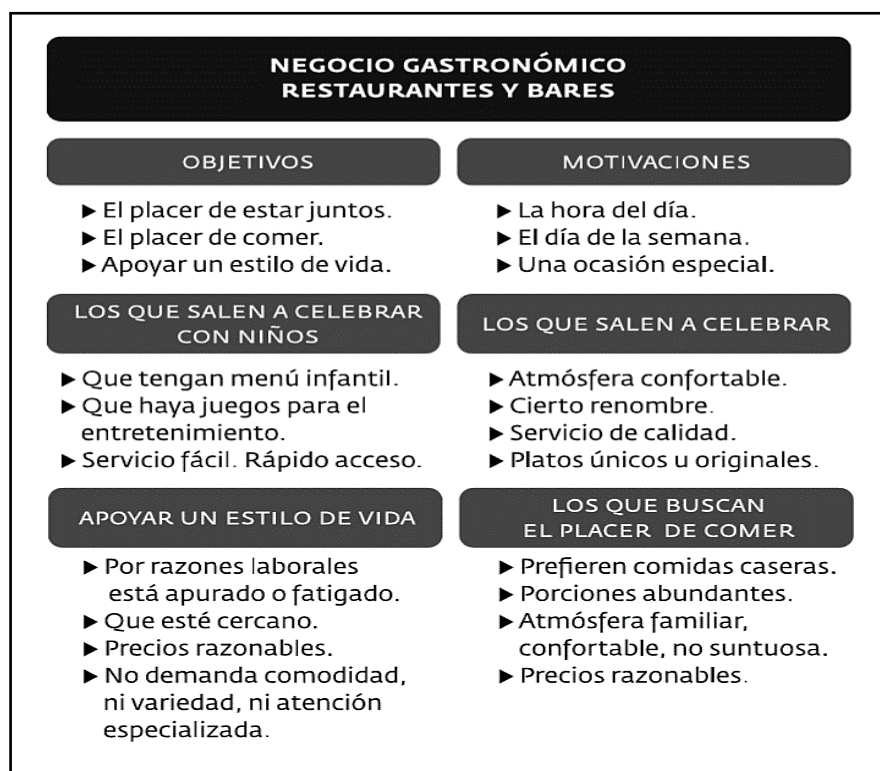 NEGOCIO GASTRONÓMICO
RESTAURANTES Y BARES
OBJETIVOS
► El placer de estar juntos.
► El placer de comer.
► Apoyar un estilo de vida.
MOTIVACIONES
► La hora del día.
► El día de la semana.
► Una ocasión especial.
LOS QUE SALEN A CELEBRAR
CON NIÑOS
► Que tengan menú infantil.
► Que haya juegos para el
entretenimiento.
► Servicio fácil. Rápido acceso.
LOS QUE SALEN A CELEBRAR
► Atmósfera confortable.
► Cierto renombre.
► Servicio de calidad.
► Platos únicos u originales.
APOYAR UN ESTILO DE VIDA
► Por razones laborales
está apurado o fatigado.
► Que esté cercano.
► Precios razonables.
► No demanda comodidad,
ni variedad, ni atención
especializada.
LOS QUE BUSCAN
EL PLACER DE COMER
► Prefieren comidas caseras.
► Porciones abundantes.
► Atmósfera familiar,
confortable, no suntuosa.
► Precios razonables.